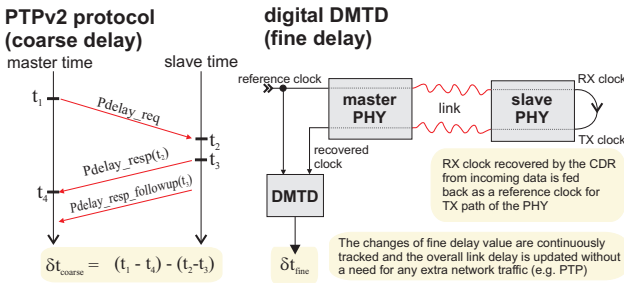 PTPv2 protocol
(coarse delay)
master time
slave time
t1
Pdelay_req
t2
t3
Pdelay_resp(t2)
t4
Pdelay_resp_followup(t3)
δtcoarse = (t1 - t4) - (t2-t3)
digital DMTD
(fine delay)
reference clock
master
PHY
link
slave
PHY
RX clock
TX clock
recovered
clock
DMTD
δtfine
RX clock recovered by the CDR
from incoming data is fed
back as a reference clock for
TX path of the PHY
The changes of fine delay value are continuously
tracked and the overall link delay is updated without
a need for any extra network traffic (e.g. PTP)